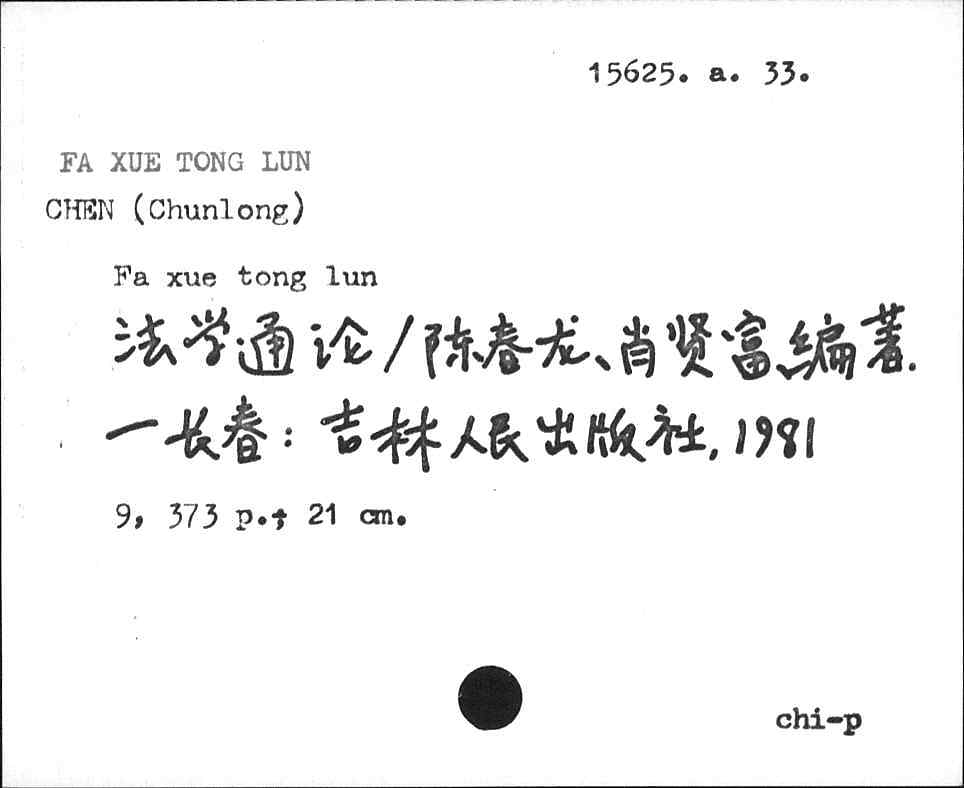 15625. a. 33.
FA XUE TONG LUN
CHEN (Chunlong)
Fa xue tong lun
法学通论/陈春龙、肖贤富编著.
一长春：吉林人民出版社, 1981
9, 373 p.; 21 cm.
chi-p